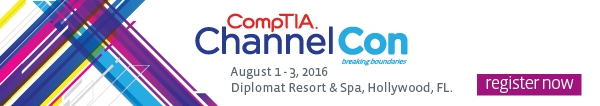 CompTIA.
ChannelCon
breaking boundaries
August 1 - 3, 2016
Diplomat Resort & Spa, Hollywood, FL.
register now